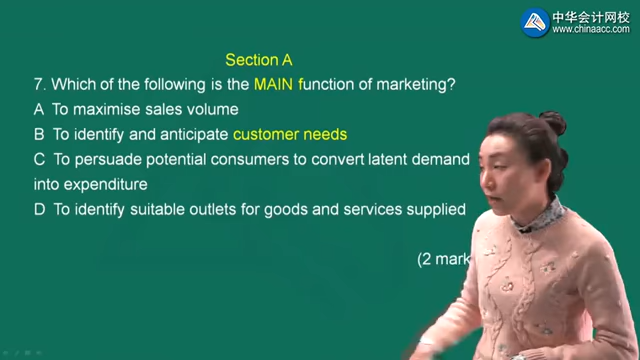 中华会计网校
www.chinaacc.com
Section A
7. Which of the following is the MAIN function of marketing?
A To maximise sales volume
B To identify and anticipate customer needs
C To persuade potential consumers to convert latent demand
into expenditure
D To identify suitable outlets for goods and services supplied
(2 mark